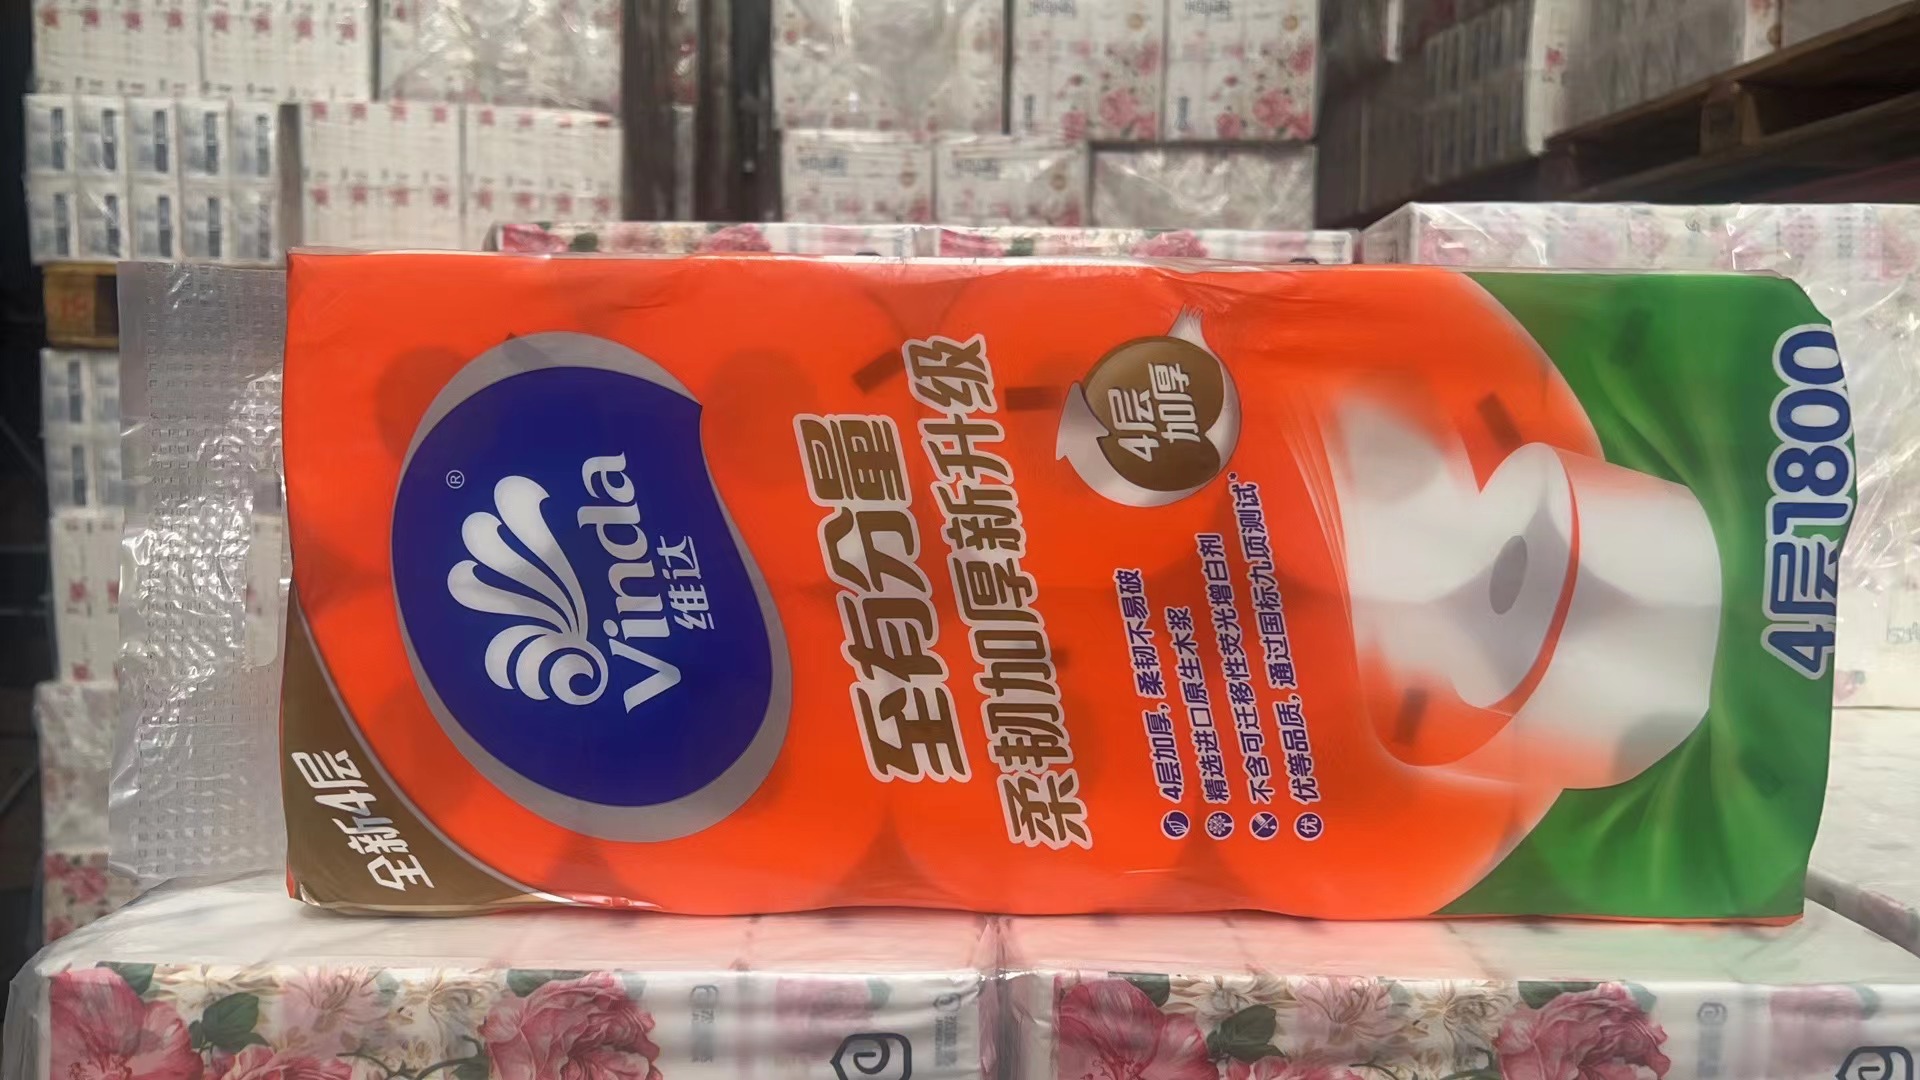 全新4层
®
Vinda
维达
至有分量
柔韧加厚新升级
4层
加厚
4层加厚，柔韧不易破
精选进口原生木浆
不含可迁移性荧光增白剂
优
优等品质，通过国标九项测试*
4层1800